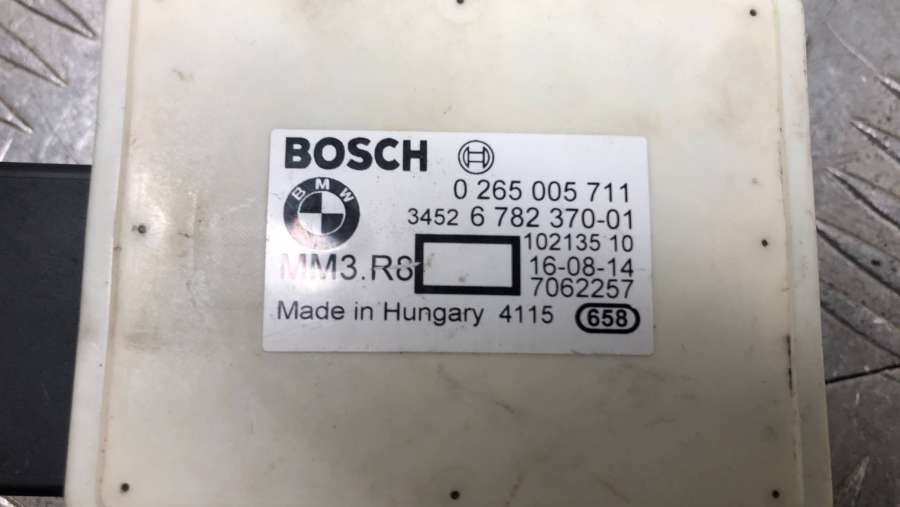 BOSCH
BMW
0 265 005 711
3452 6 782 370-01
102135 10
MM3.R8
16-08-14
7062257
Made in Hungary 4115 658